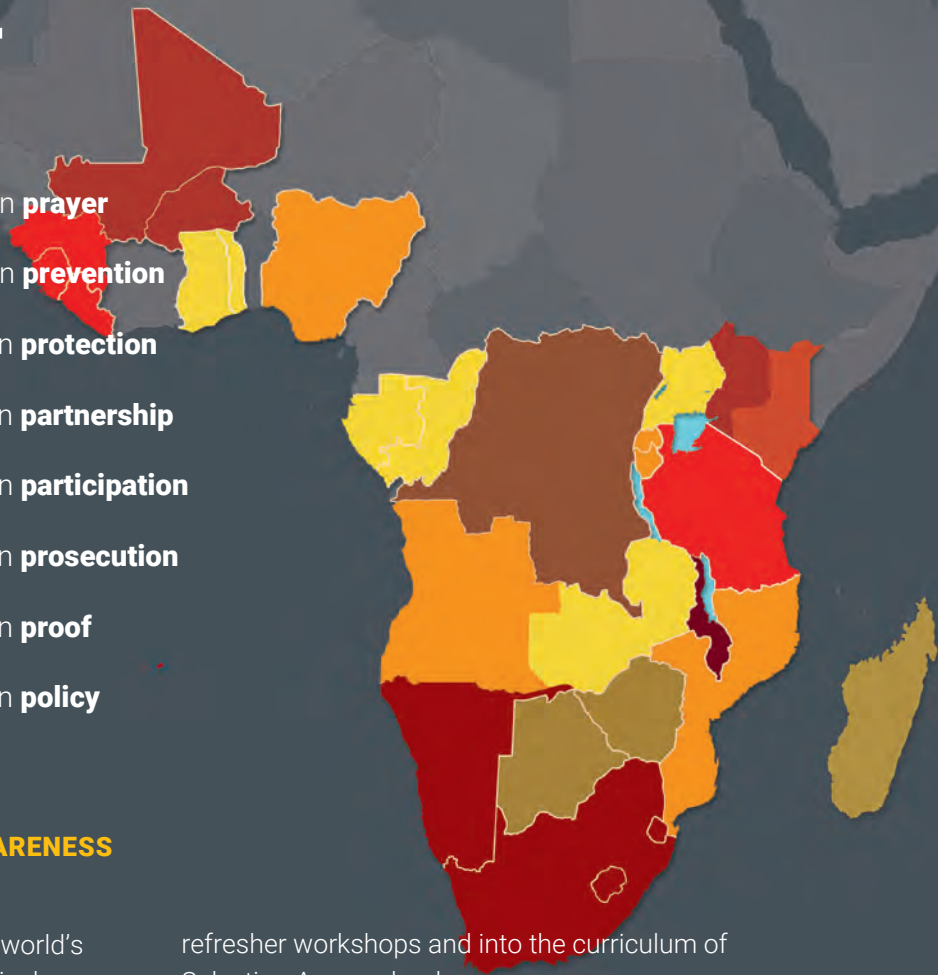 n prayer
n prevention
n protection
n partnership
n participation
n prosecution
n proof
n policy
ARENESS
world's
refresher workshops and into the curriculum of